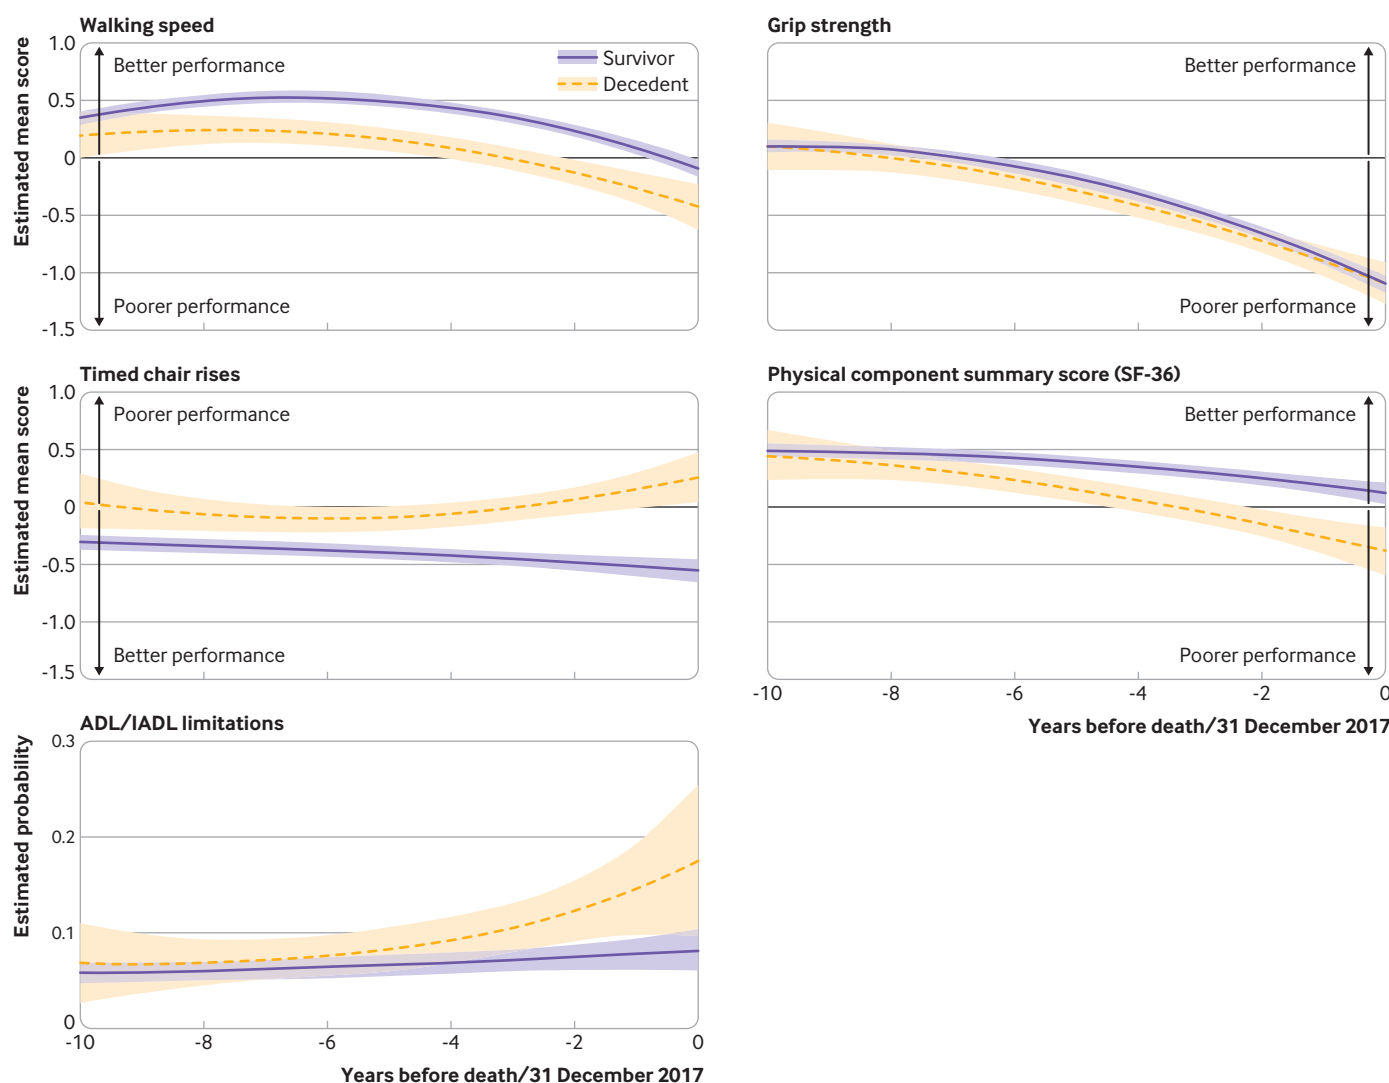 Walking speed
Estimated mean score
1.0
0.5
0
-0.5
-1.0
-1.5
Better performance
Poorer performance
Survivor
Decedent
Grip strength
Better performance
Poorer performance
Timed chair rises
Estimated mean score
1.0
0.5
0
-0.5
-1.0
-1.5
Poorer performance
Better performance
Physical component summary score (SF-36)
Better performance
Poorer performance
-10 -8 -6 -4 -2 0
Years before death/31 December 2017
ADL/IADL limitations
Estimated probability
0.3
0.2
0.1
0
-10 -8 -6 -4 -2 0
Years before death/31 December 2017